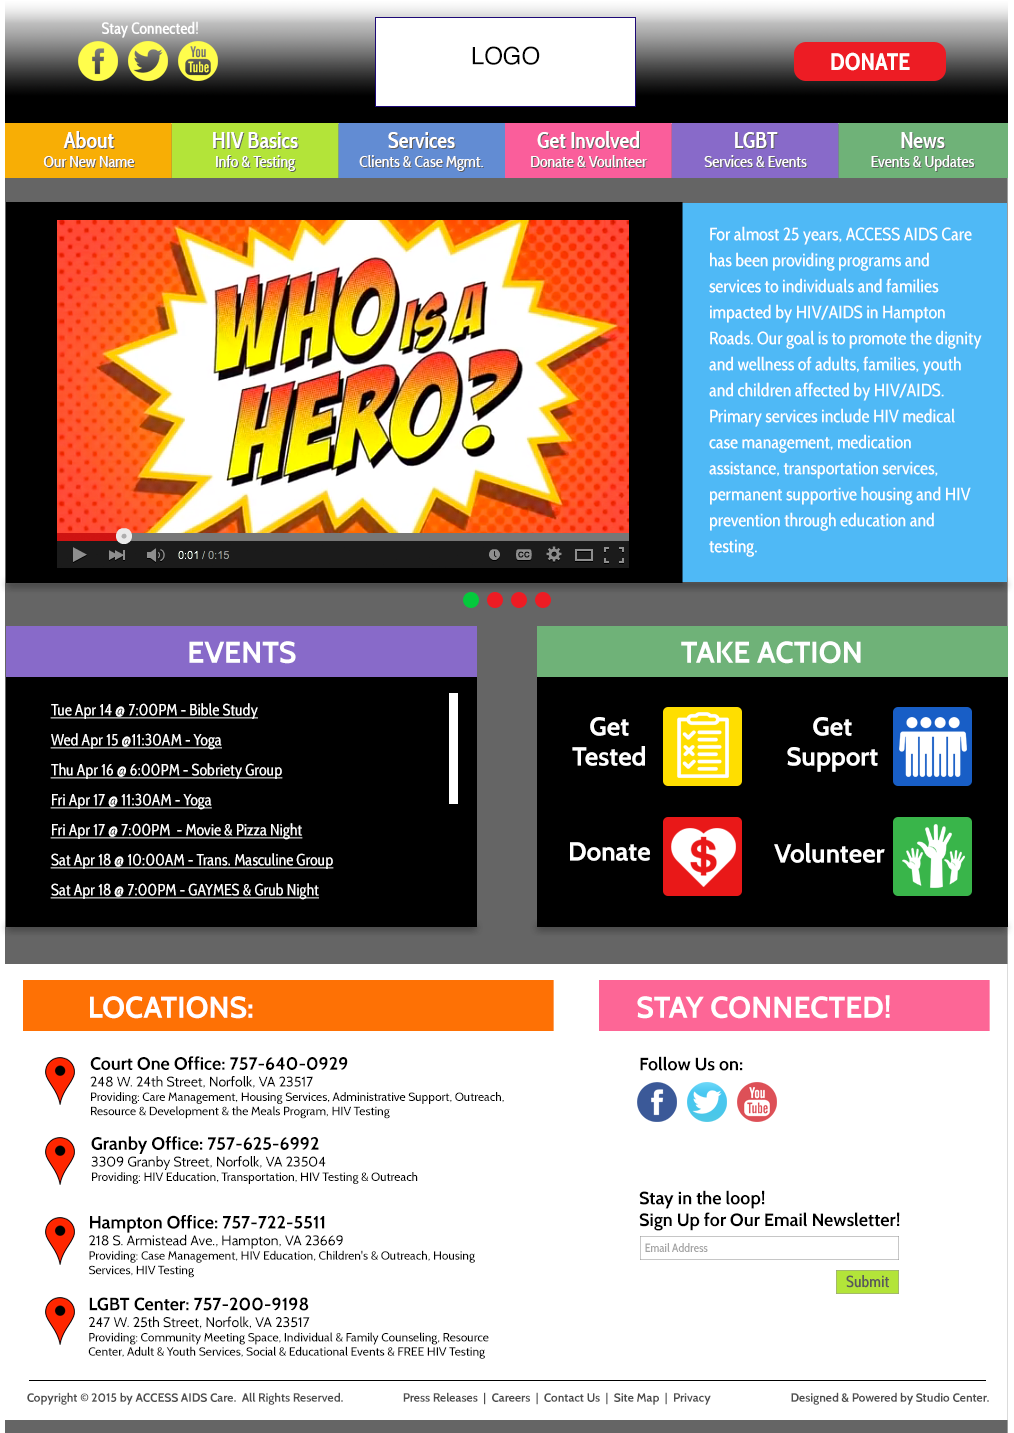 Stay Connected!
You
Tube
LOGO
DONATE
About
Our New Name
HIV Basics
Info & Testing
Services
Clients & Case Mgmt.
Get Involved
Donate & Voulnteer
LGBT
Services & Events
News
Events & Updates
WHO IS A
HERO?
0:01 / 0:15
CC
For almost 25 years, ACCESS AIDS Care
has been providing programs and
services to individuals and families
impacted by HIV/AIDS in Hampton
Roads. Our goal is to promote the dignity
and wellness of adults, families, youth
and children affected by HIV/AIDS.
Primary services include HIV medical
case management, medication
assistance, transportation services,
permanent supportive housing and HIV
prevention through education and
testing.
EVENTS
Tue Apr 14 @ 7:00PM - Bible Study
Wed Apr 15 @11:30AM - Yoga
Thu Apr 16 @ 6:00PM - Sobriety Group
Fri Apr 17 @ 11:30AM - Yoga
Fri Apr 17 @ 7:00PM  - Movie & Pizza Night
Sat Apr 18 @ 10:00AM - Trans. Masculine Group
Sat Apr 18 @ 7:00PM - GAYMES & Grub Night
TAKE ACTION
Get
Tested
Get
Support
Donate
$
Volunteer
LOCATIONS:
Court One Office: 757-640-0929
248 W. 24th Street, Norfolk, VA 23517
Providing: Care Management, Housing Services, Administrative Support, Outreach,
Resource & Development & the Meals Program, HIV Testing
Granby Office: 757-625-6992
3309 Granby Street, Norfolk, VA 23504
Providing: HIV Education, Transportation, HIV Testing & Outreach
Hampton Office: 757-722-5511
218 S. Armistead Ave., Hampton, VA 23669
Providing: Case Management, HIV Education, Children's & Outreach, Housing
Services, HIV Testing
LGBT Center: 757-200-9198
247 W. 25th Street, Norfolk, VA 23517
Providing: Community Meeting Space, Individual & Family Counseling, Resource
Center, Adult & Youth Services, Social & Educational Events & FREE HIV Testing
STAY CONNECTED!
Follow Us on:
You
Tube
Stay in the loop!
Sign Up for Our Email Newsletter!
Email Address
Submit
Copyright © 2015 by ACCESS AIDS Care.  All Rights Reserved.
Press Releases | Careers | Contact Us | Site Map | Privacy
Designed & Powered by Studio Center.